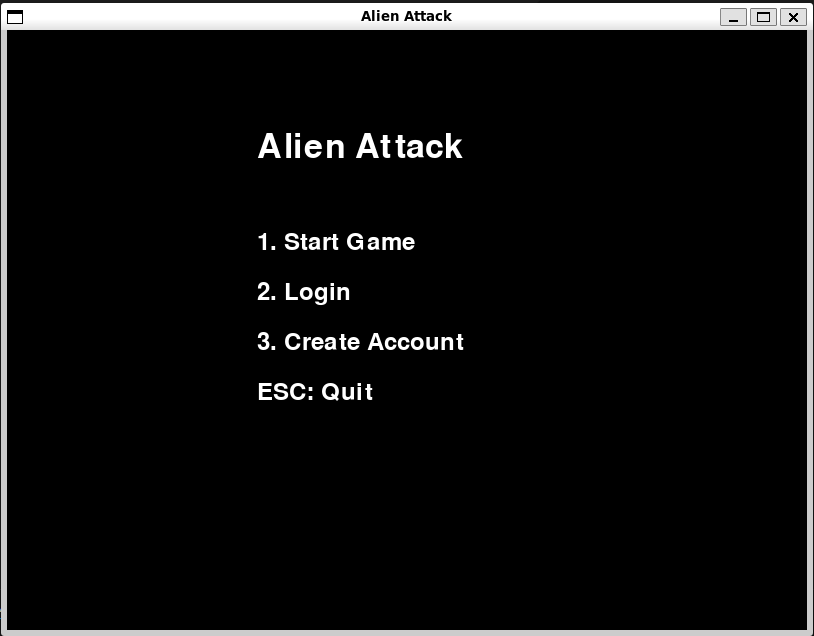 Alien Attack
Alien Attack
1. Start Game
2. Login
3. Create Account
ESC: Quit